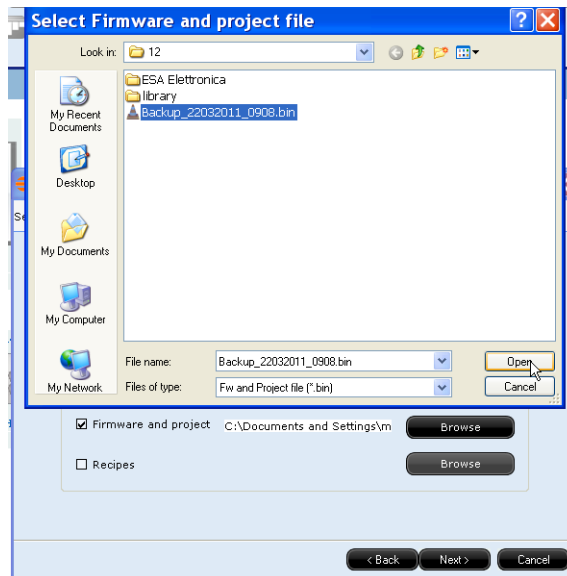 Select Firmware and project file
Look in:
12
ESA Elettronica
library
Backup_22032011_0908.bin
My Recent
Documents
Desktop
My Documents
My Computer
My Network
File name:
Backup_22032011_0908.bin
Open
Files of type:
Fw and Project file (*.bin)
Cancel
Firmware and project
C:\Documents and Settings\m
Browse
Recipes
Browse
< Back
Next >
Cancel